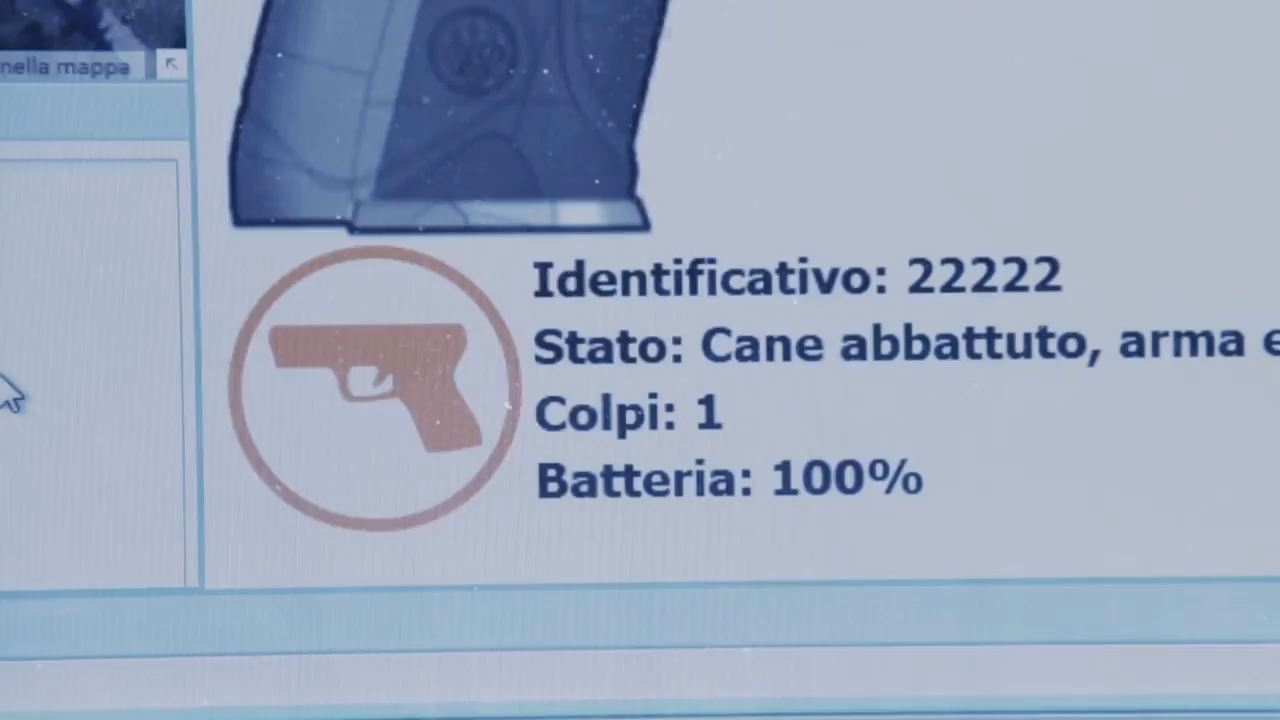 nella mappa
Identificativo: 22222
Stato: Cane abbattuto, arma
Colpi: 1
Batteria: 100%